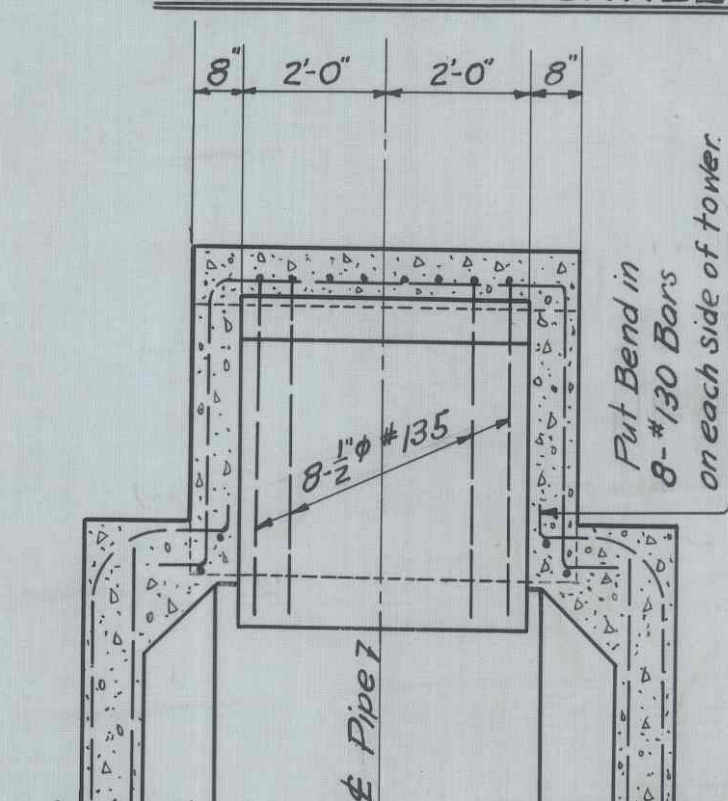 8" 2'-0" 2'-0" 8"
Put Bend in
8-#130 Bars
on each side of tower.
8-½"φ #135
℄ Pipe